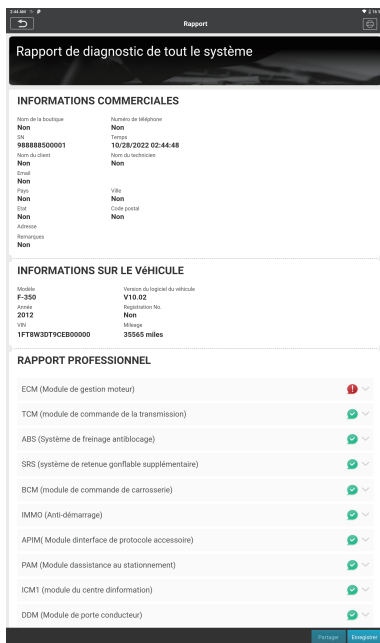 2:44 AM
Rapport
Rapport de diagnostic de tout le système
INFORMATIONS COMMERCIALES
Nom de la boutique Numéro de téléphone
Non Non
SN Temps
988888500001 10/28/2022 02:44:48
Nom du client Nom du technicien
Non Non
Email
Non
Pays Ville
Non Non
Etat Code postal
Non Non
Adresse
Remarques
Non
INFORMATIONS SUR LE VéHICULE
Modèle Version du logiciel du véhicule
F-350 V10.02
Année Registration No.
2012 Non
VIN Mileage
1FT8W3DT9CEB00000 35565 miles
RAPPORT PROFESSIONNEL
ECM (Module de gestion moteur)
TCM (module de commande de la transmission)
ABS (Système de freinage antiblocage)
SRS (système de retenue gonflable supplémentaire)
BCM (module de commande de carrosserie)
IMMO (Anti-démarrage)
APIM( Module dinterface de protocole accessoire)
PAM (Module dassistance au stationnement)
ICM1 (module du centre dinformation)
DDM (Module de porte conducteur)
Partager Enregistrer